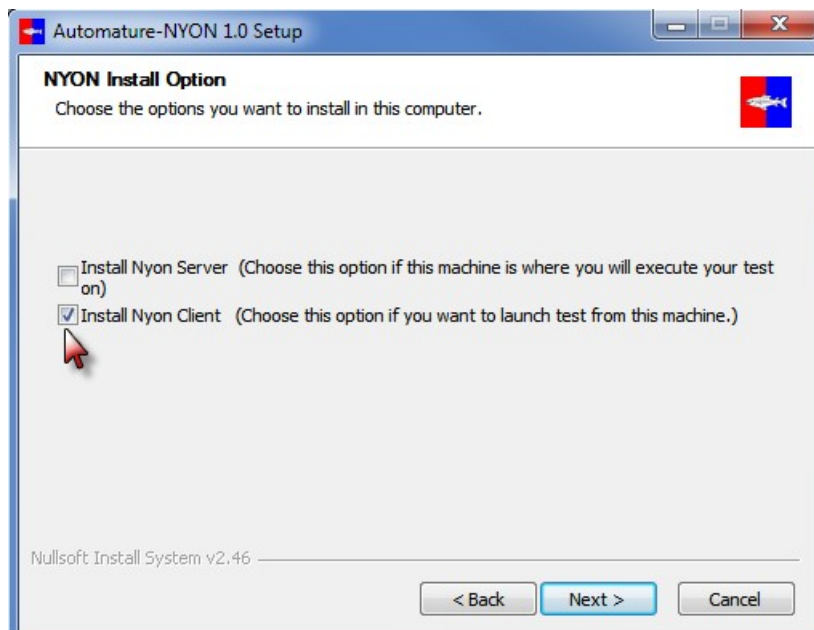 Automature-NYON 1.0 Setup
NYON Install Option
Choose the options you want to install in this computer.
Install Nyon Server (Choose this option if this machine is where you will execute your test
on)
Install Nyon Client (Choose this option if you want to launch test from this machine.)
Nullsoft Install System v2.46
< Back Next > Cancel